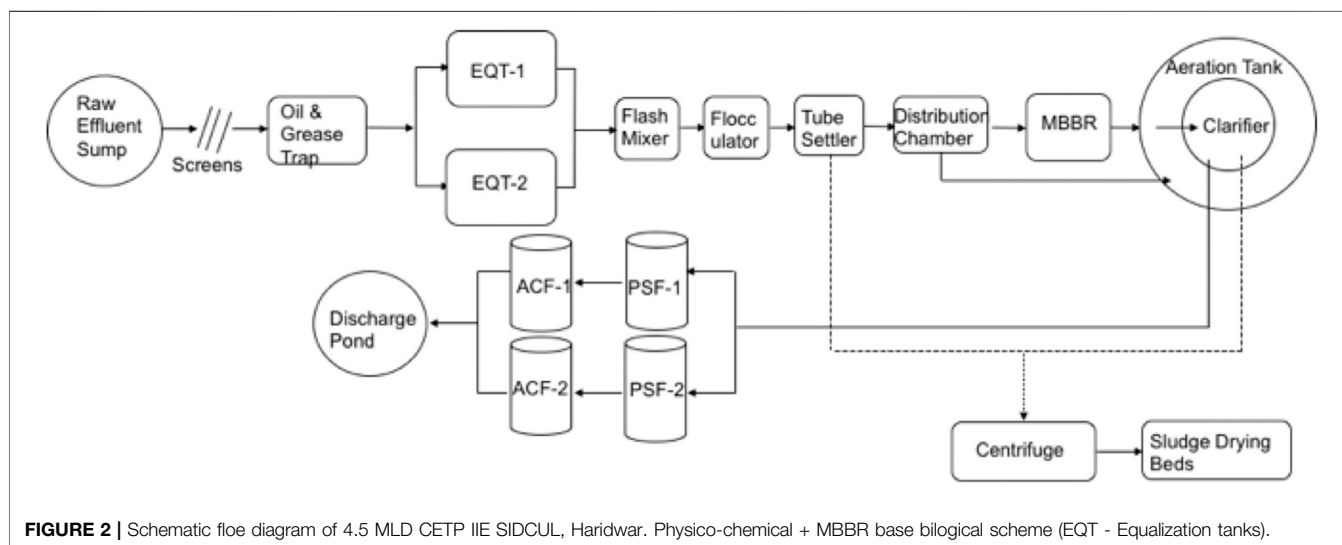 Raw
Effluent
Sump
Screens
Oil &
Grease
Trap
EQT-1
EQT-2
Flash
Mixer
Flocc
ulator
Tube
Settler
Distribution
Chamber
MBBR
Aeration Tank
Clarifier
Discharge
Pond
ACF-1
PSF-1
ACF-2
PSF-2
Centrifuge
Sludge Drying
Beds
FIGURE 2 | Schematic floe diagram of 4.5 MLD CETP IIE SIDCUL, Haridwar. Physico-chemical + MBBR base bilogical scheme (EQT - Equalization tanks).